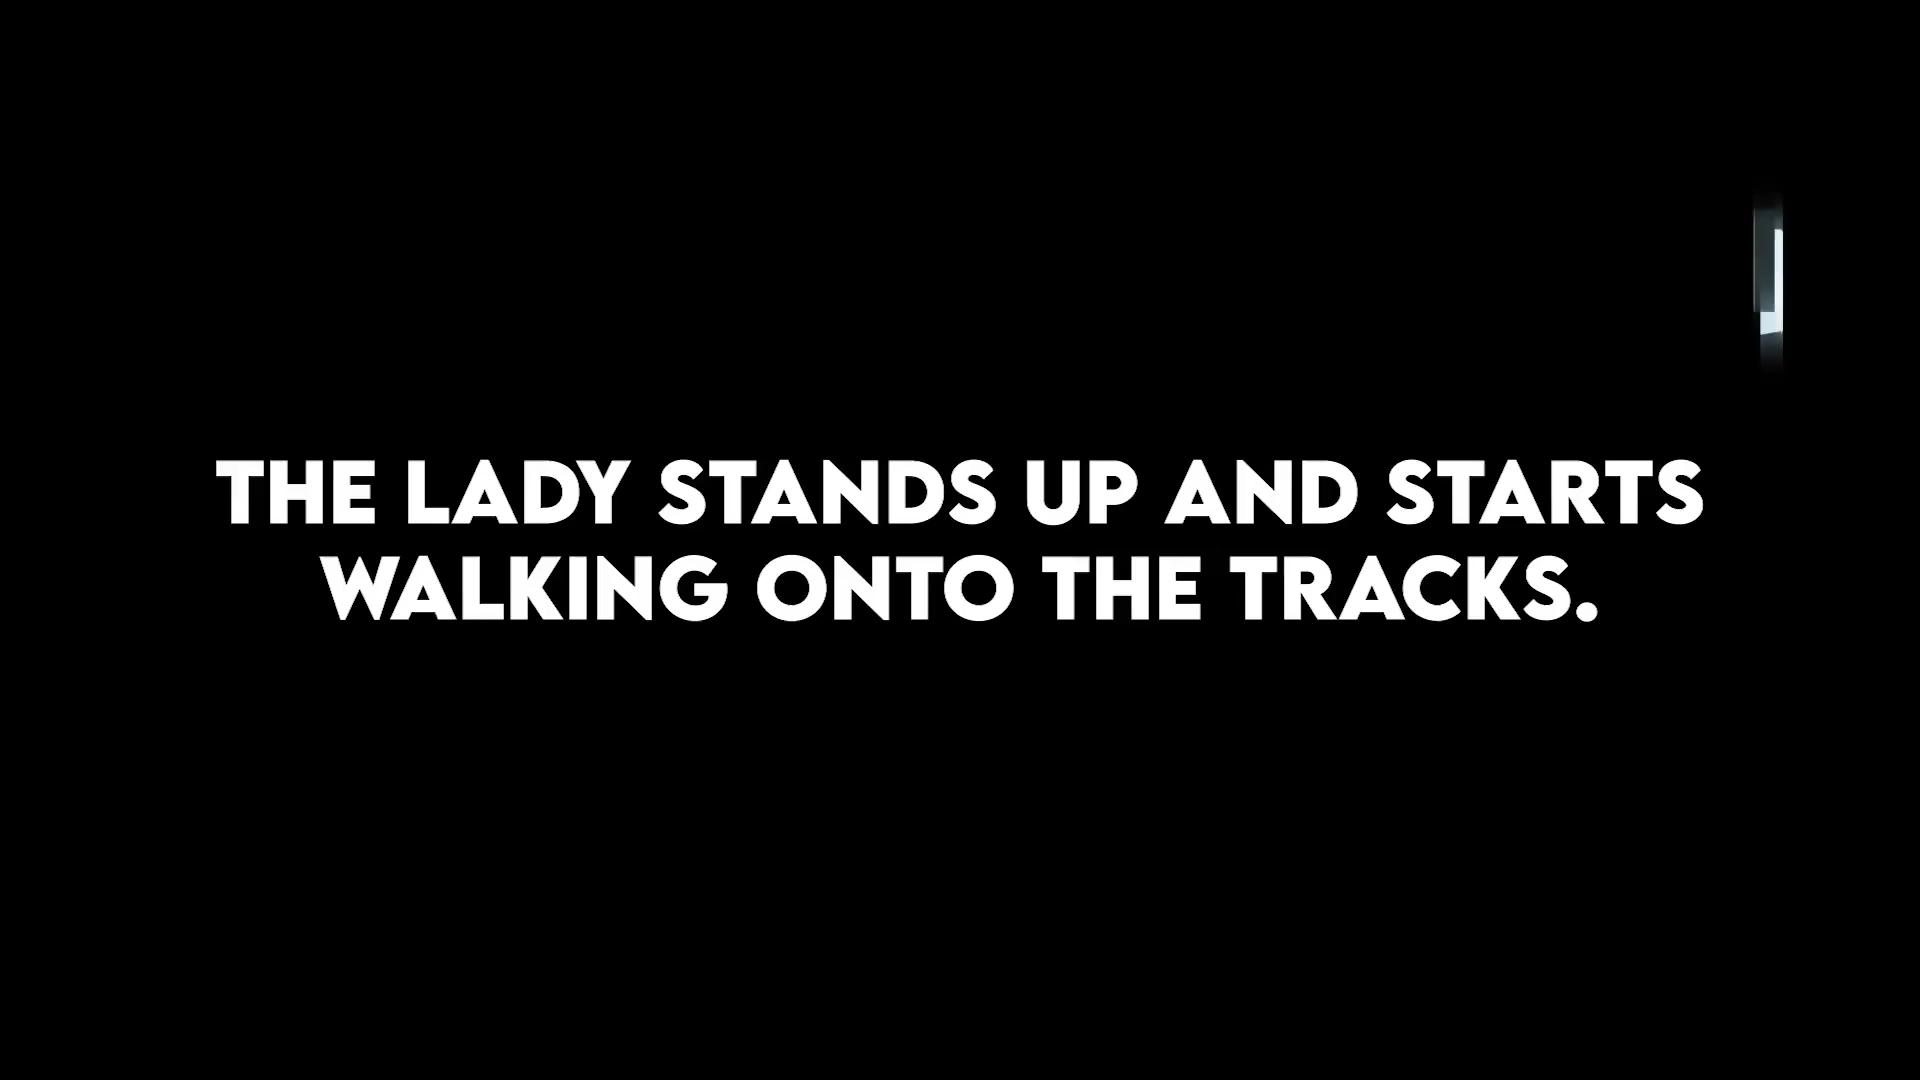 THE LADY STANDS UP AND STARTS
WALKING ONTO THE TRACKS.